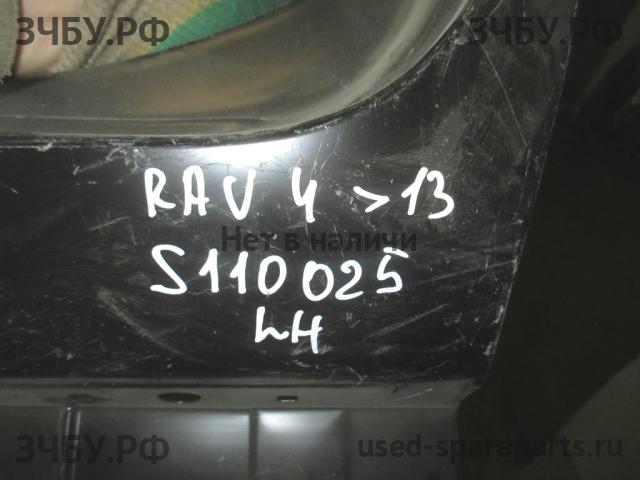 ЗЧБУ.РФ
ЗЧБУ.РФ
RAV 4 > 13
Нет в наличии
S110025
LH
ЗЧБУ.РФ
used-spareparts.ru